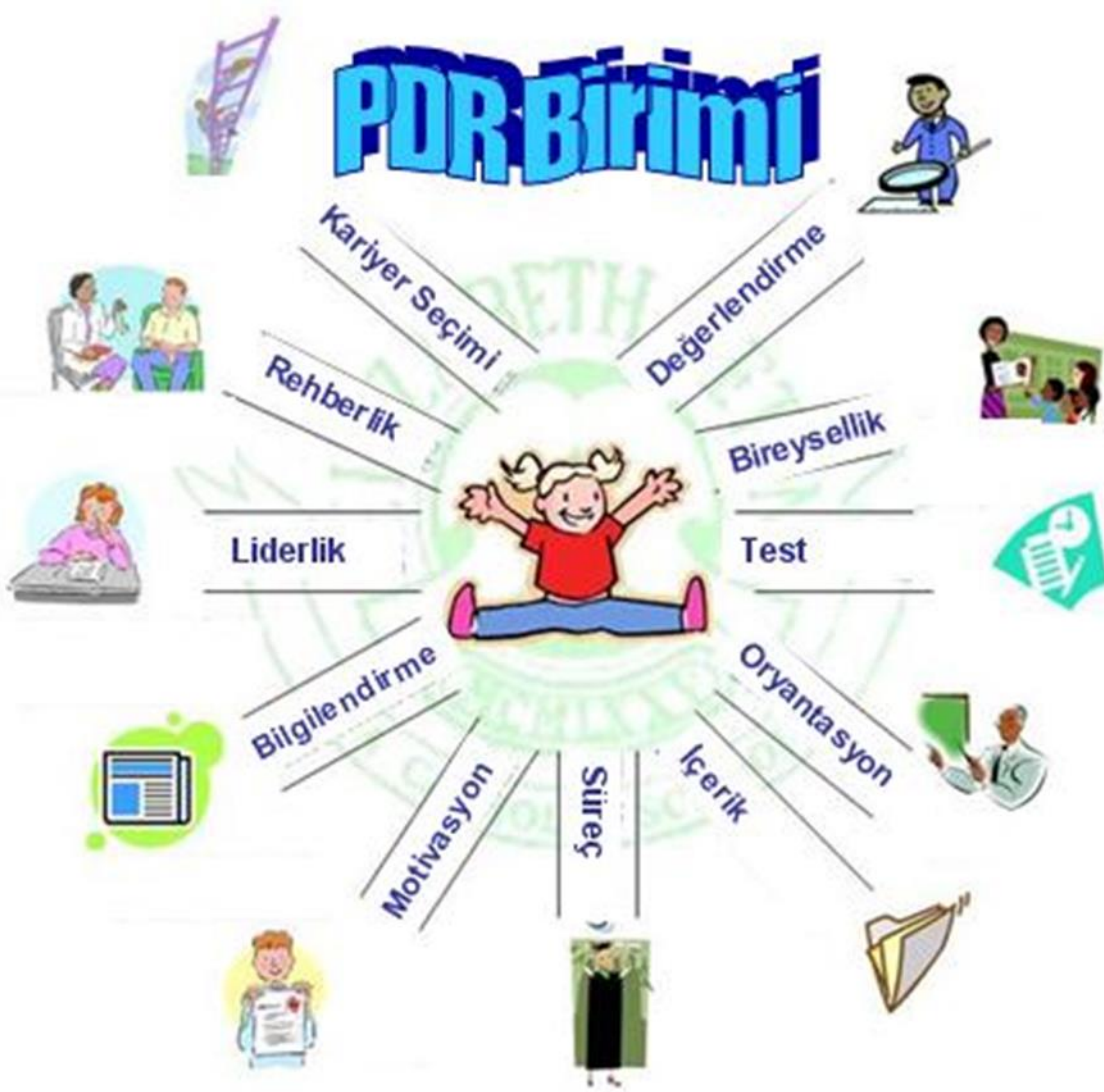 PDR Birimi
Kariyer Seçimi
Değerlendirme
Rehberlik
Bireysellik
Liderlik
Test
Bilgilendirme
Oryantasyon
Motivasyon
Süreç
İçerik